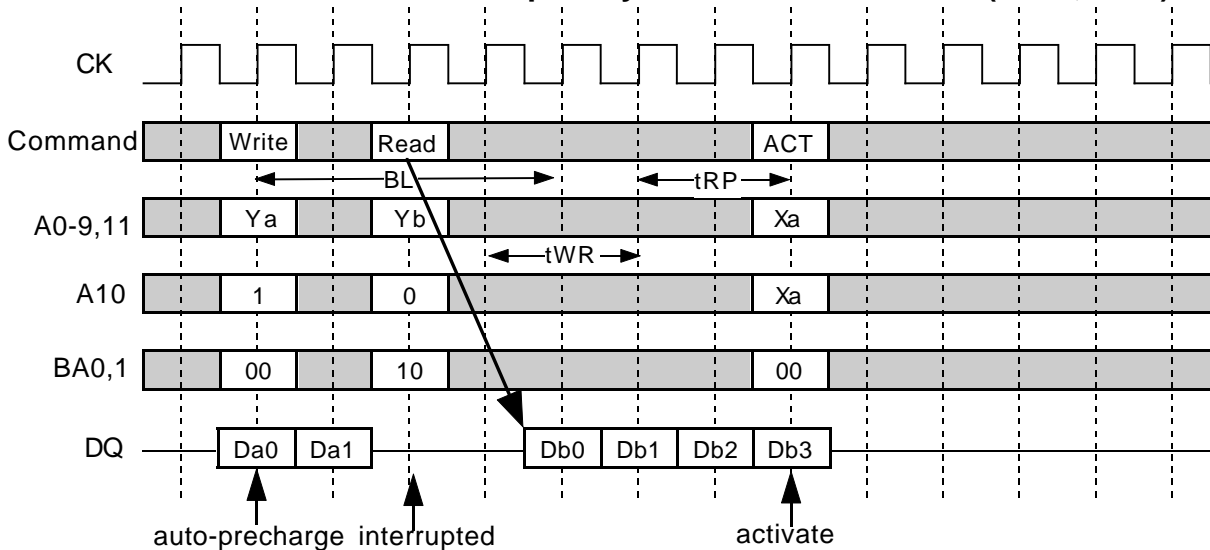 CK
Command Write Read ACT
BL tRP
A0-9,11 Ya Yb Xa
tWR
A10 1 0 Xa
BA0,1 00 10 00
DQ Da0 Da1 Db0 Db1 Db2 Db3
auto-precharge interrupted activate